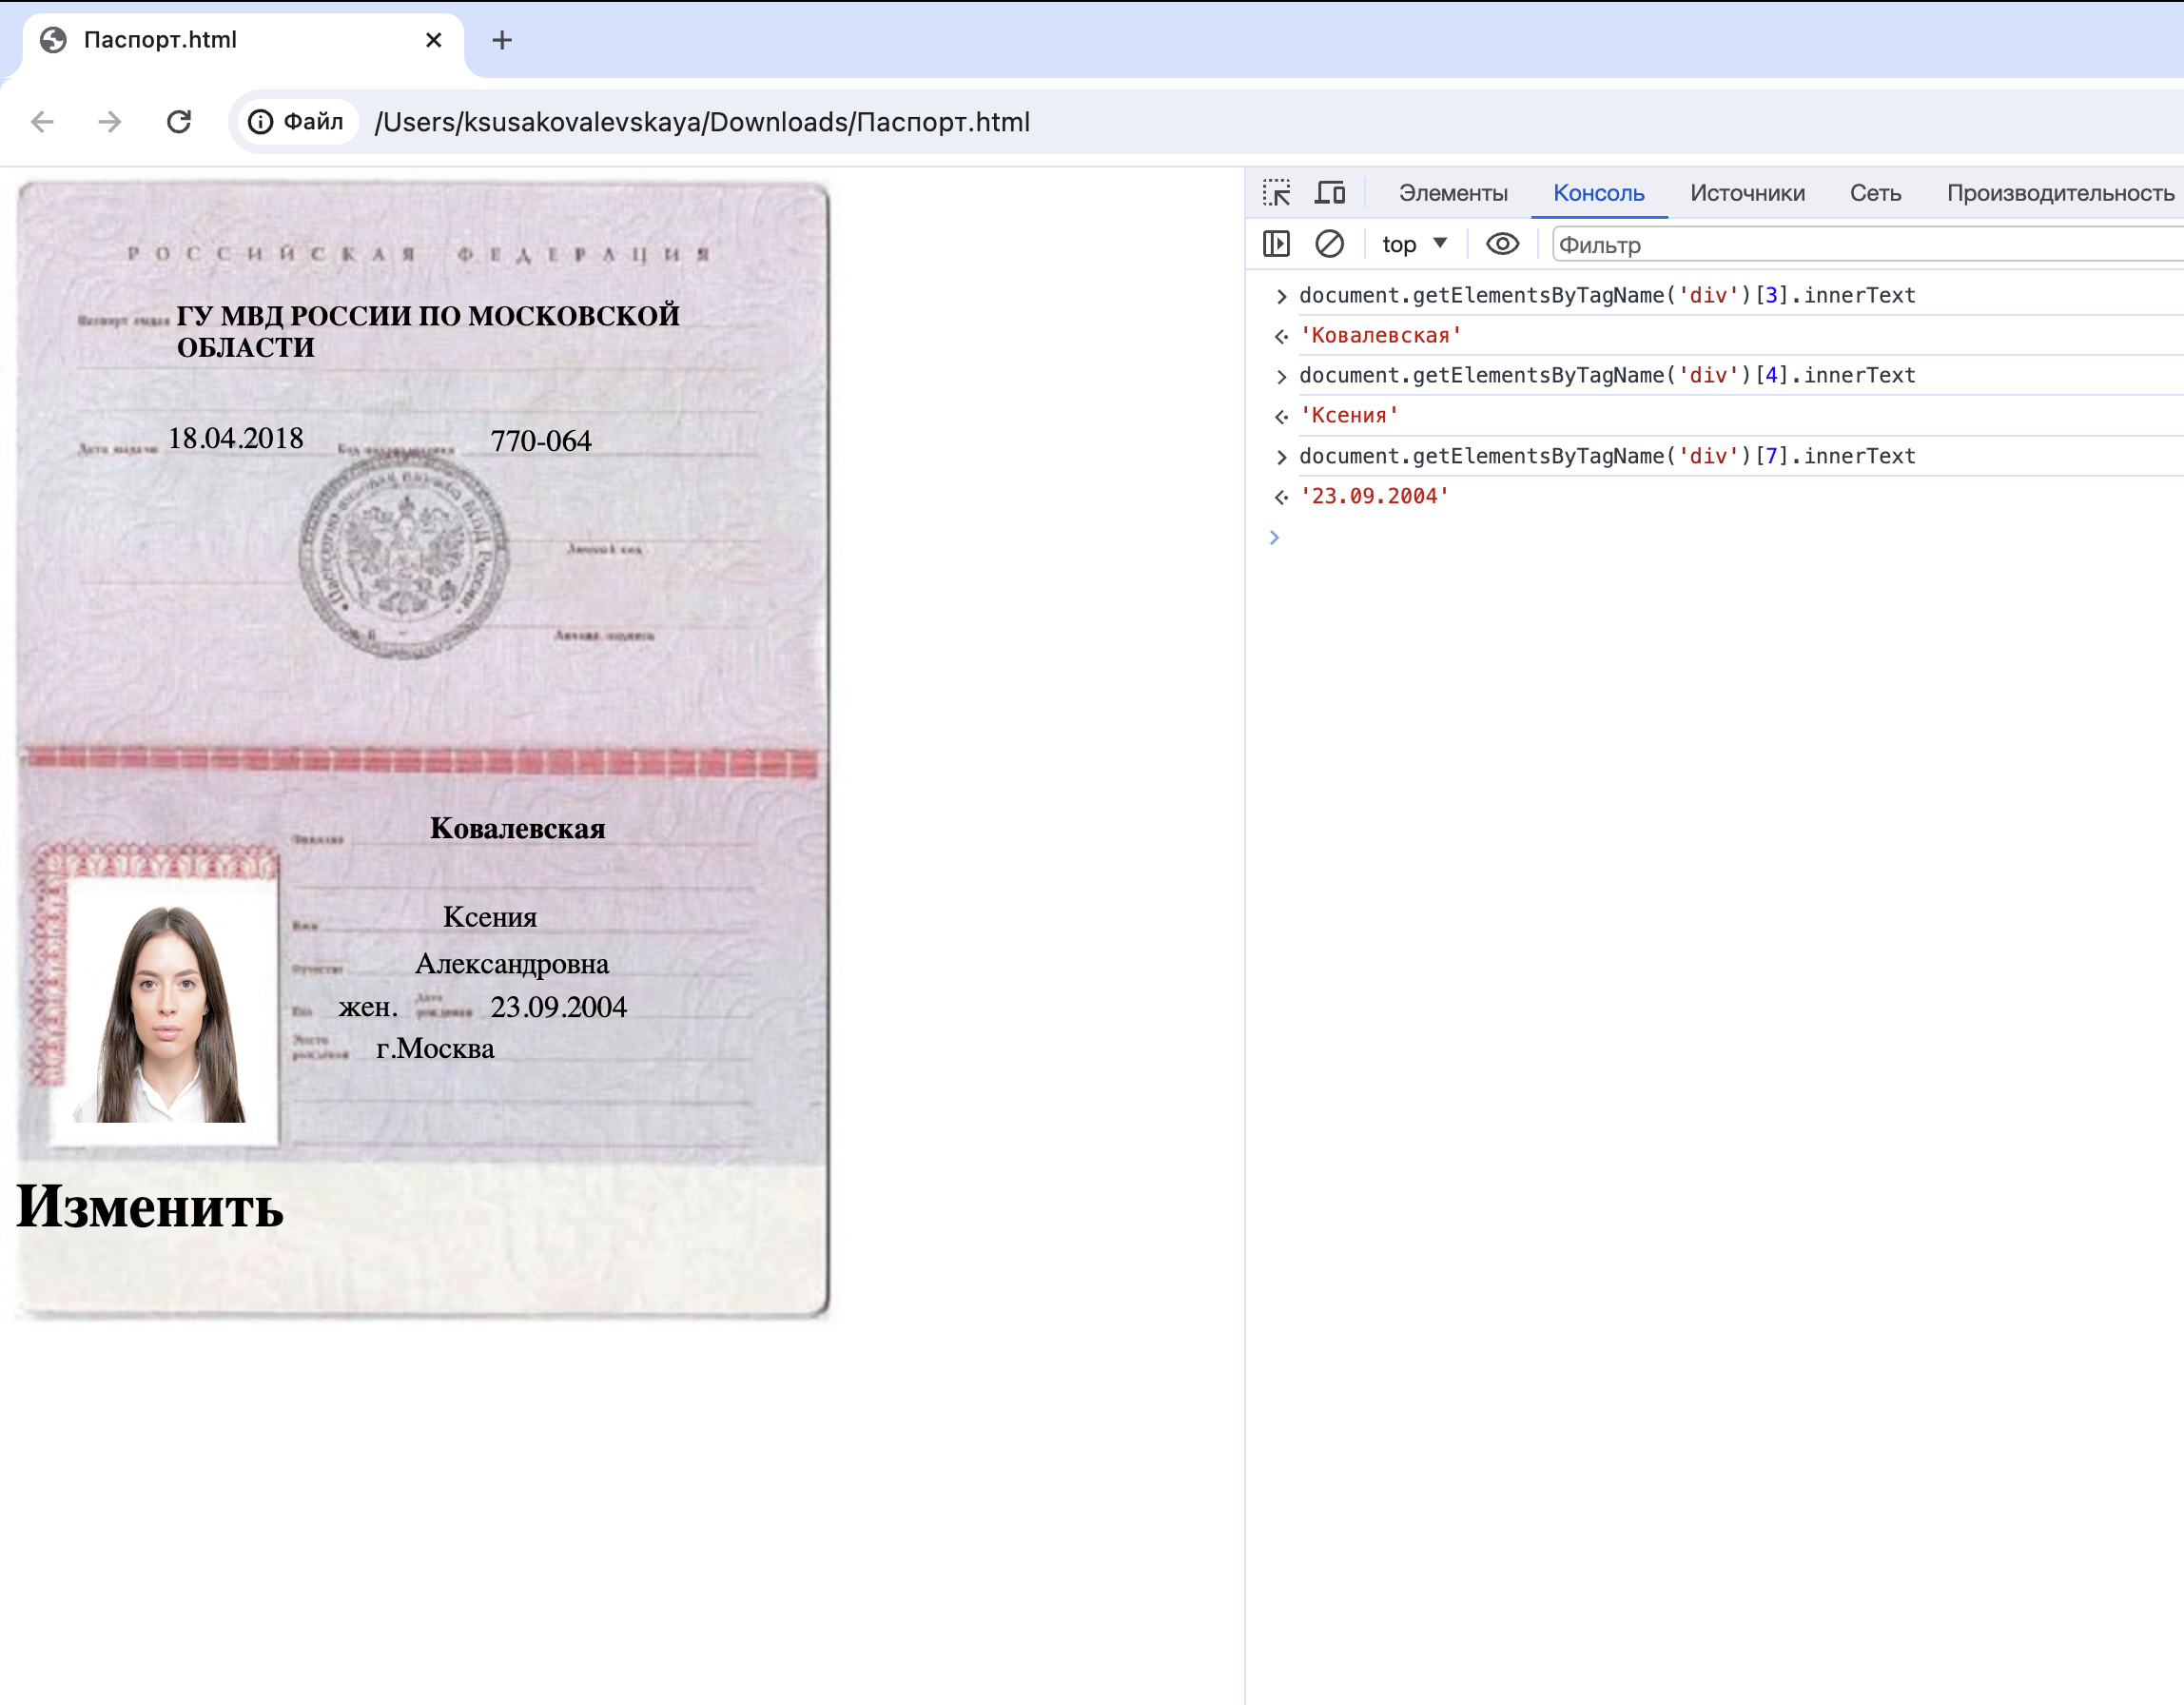 Паспорт.html
Файл /Users/ksusakovalevskaya/Downloads/Паспорт.html
РОССИЙСКАЯ ФЕДЕРАЦИЯ
Паспорт выдан ГУ МВД РОССИИ ПО МОСКОВСКОЙ
ОБЛАСТИ
Дата выдачи 18.04.2018 Код подразделения 770-064
Личный код
Личная подпись
Фамилия Ковалевская
Имя Ксения
Отчество Александровна
Пол жен. Дата рождения 23.09.2004
Место рождения г.Москва
Изменить
Элементы Консоль Источники Сеть Производительность
top Фильтр
document.getElementsByTagName('div')[3].innerText
'Ковалевская'
document.getElementsByTagName('div')[4].innerText
'Ксения'
document.getElementsByTagName('div')[7].innerText
'23.09.2004'